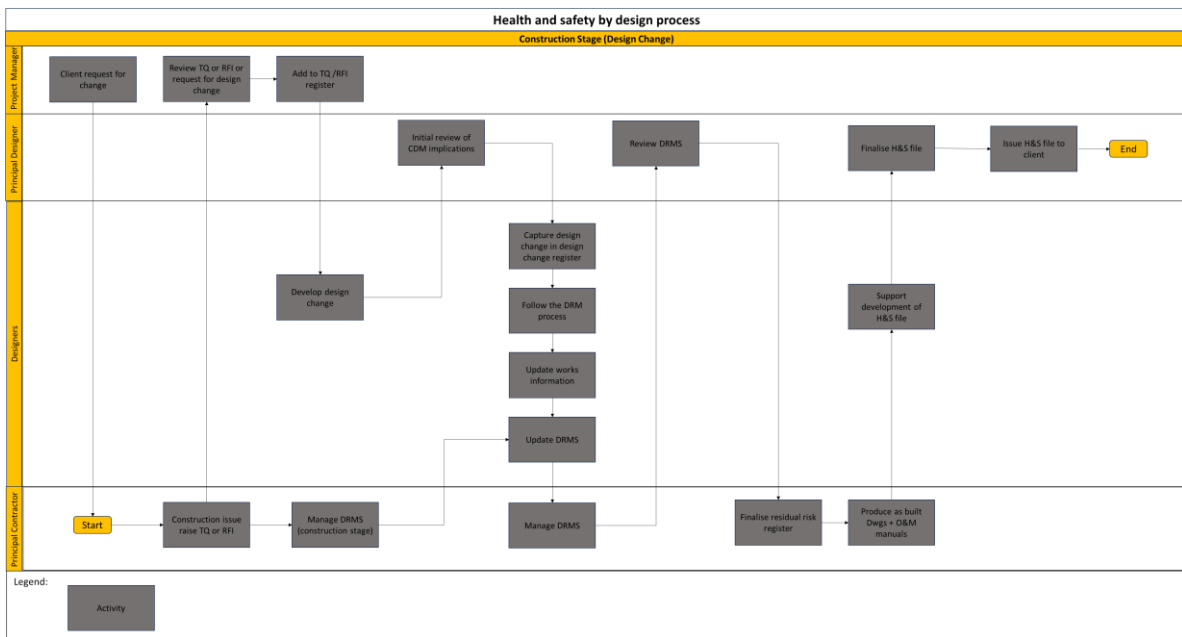 Health and safety by design process
Construction Stage (Design Change)
Project Manager
Client request for
change
Review TQ or RFI or
request for design
change
Add to TQ /RFI
register
Principal Designer
Initial review of
CDM implications
Review DRMS
Finalise H&S file
Issue H&S file to
client
End
Designers
Capture design
change in design
change register
Develop design
change
Follow the DRM
process
Support
development of
H&S file
Update works
information
Update DRMS
Principal Contractor
Start
Construction issue
raise TQ or RFI
Manage DRMS
(construction stage)
Manage DRMS
Finalise residual risk
register
Produce as built
Dwgs + O&M
manuals
Legend:
Activity